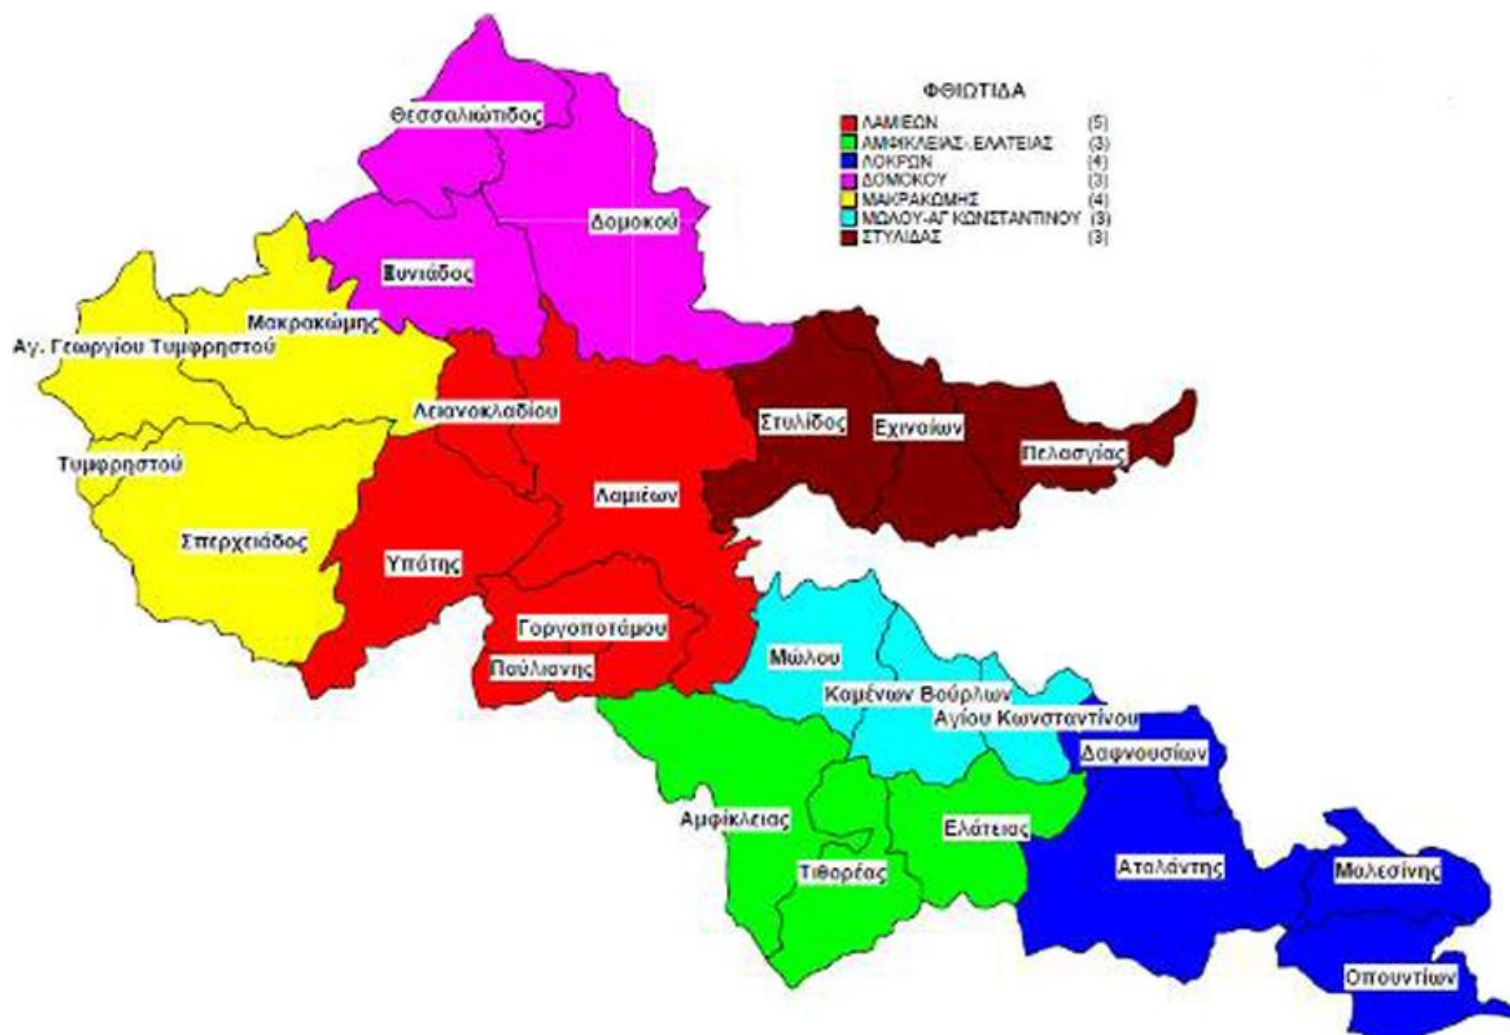 ΦΘΙΩΤΙΔΑ
ΛΑΜΙΕΩΝ (5)
ΑΜΦΙΚΛΕΙΑΣ-.ΕΛΑΤΕΙΑΣ (3)
ΛΟΚΡΩΝ (4)
ΔΟΜΟΚΟΥ (3)
ΜΑΚΡΑΚΩΜΗΣ (4)
ΜΩΛΟΥ-ΑΓ ΚΩΝΣΤΑΝΤΙΝΟΥ (3)
ΣΤΥΛΙΔΑΣ (3)
Θεσσαλιώτιδος
Δομοκού
Ξυνιάδος
Μακρακώμης
Αγ. Γεωργίου Τυμφρηστού
Λειανοκλαδίου
Στυλίδος
Εχιναίων
Πελασγίας
Τυμφρηστού
Λαμιέων
Σπερχειάδος
Υπάτης
Γοργοποτάμου
Παύλιανης
Μώλου
Καμένων Βούρλων
Αγίου Κωνσταντίνου
Δαφνουσίων
Αμφίκλειας
Ελάτειας
Τιθορέας
Αταλάντης
Μαλεσίνης
Οπουντίων